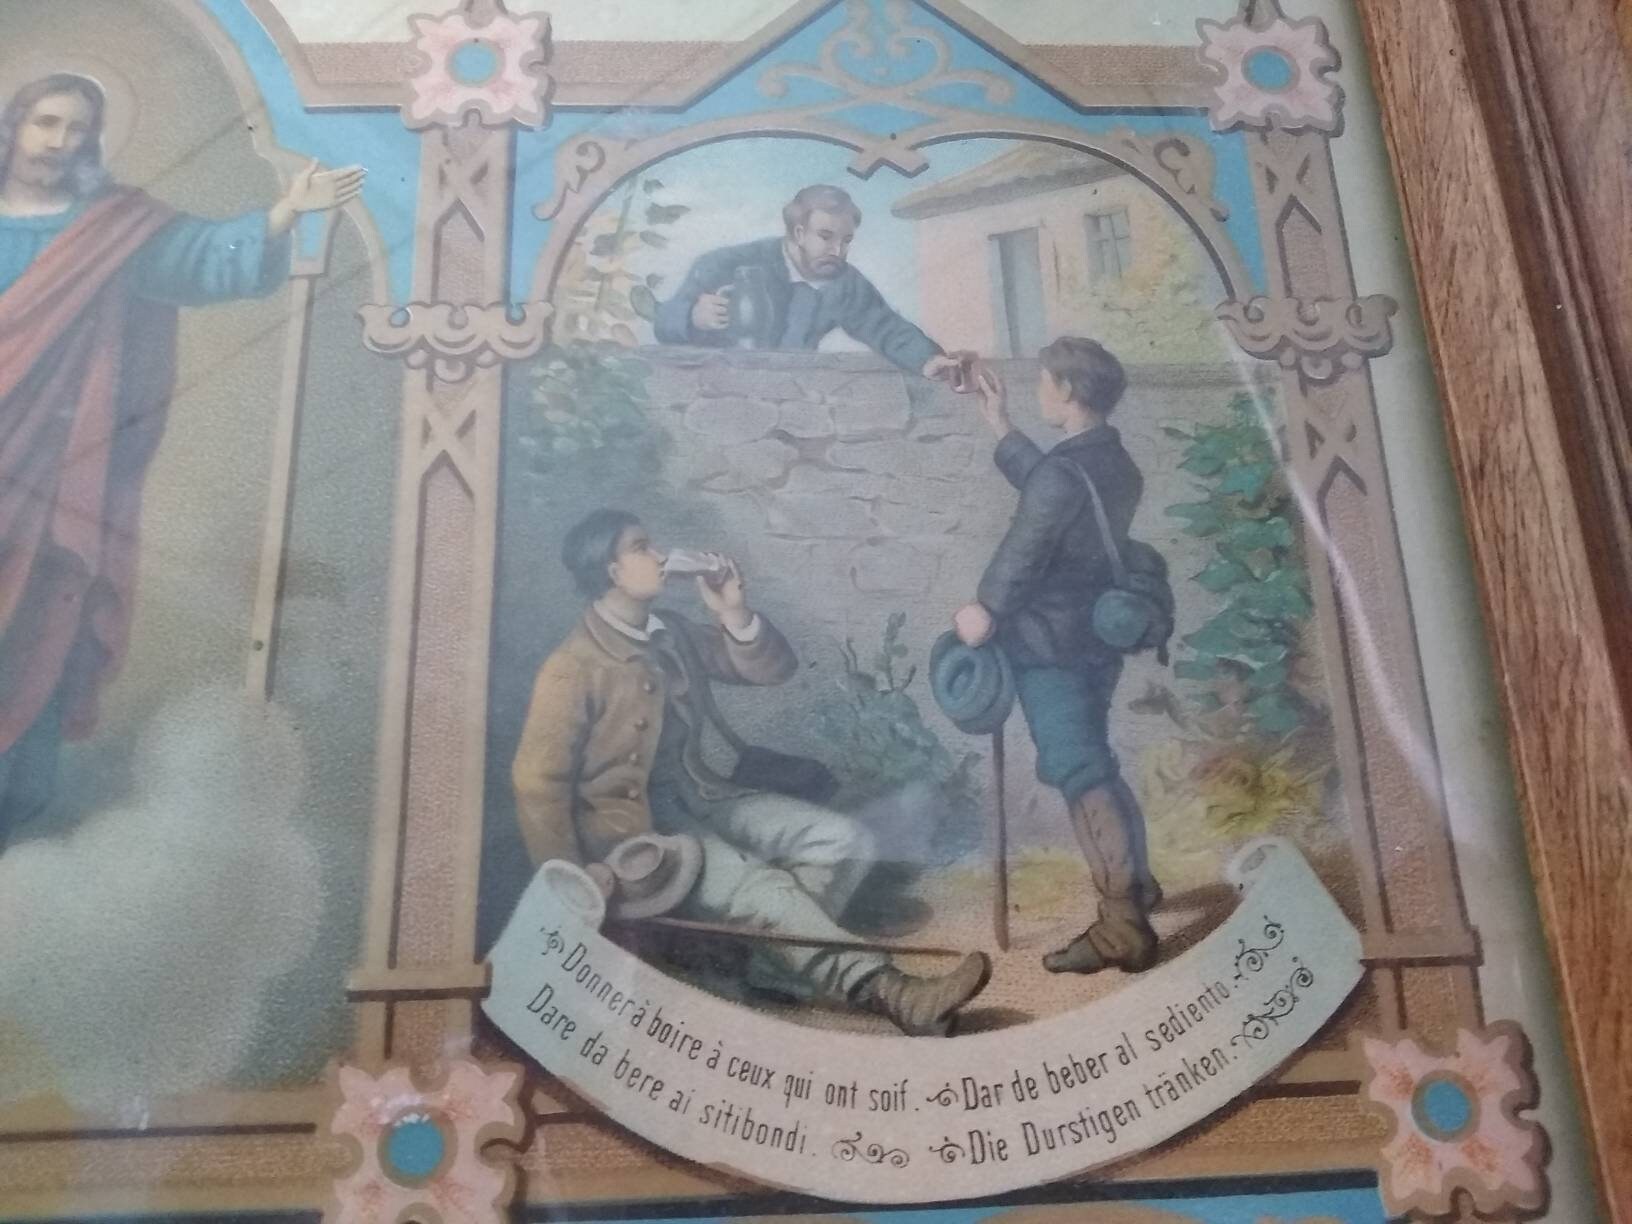 Donner à boire à ceux qui ont soif. Dar de beber al sediento.
Dare da bere ai sitibondi. Die Durstigen tränken.